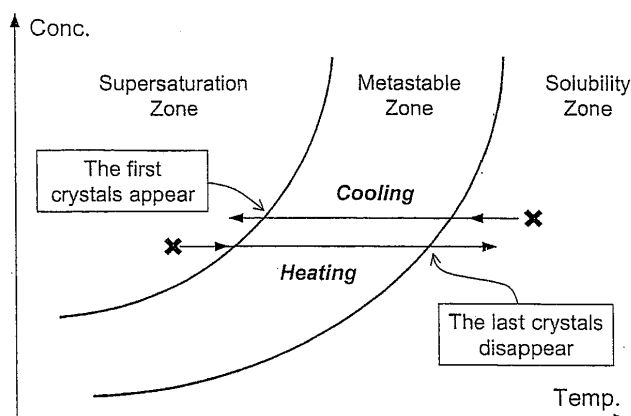 Conc.
Supersaturation
Zone
Metastable
Zone
Solubility
Zone
The first
crystals appear
Cooling
Heating
The last crystals
disappear
Temp.